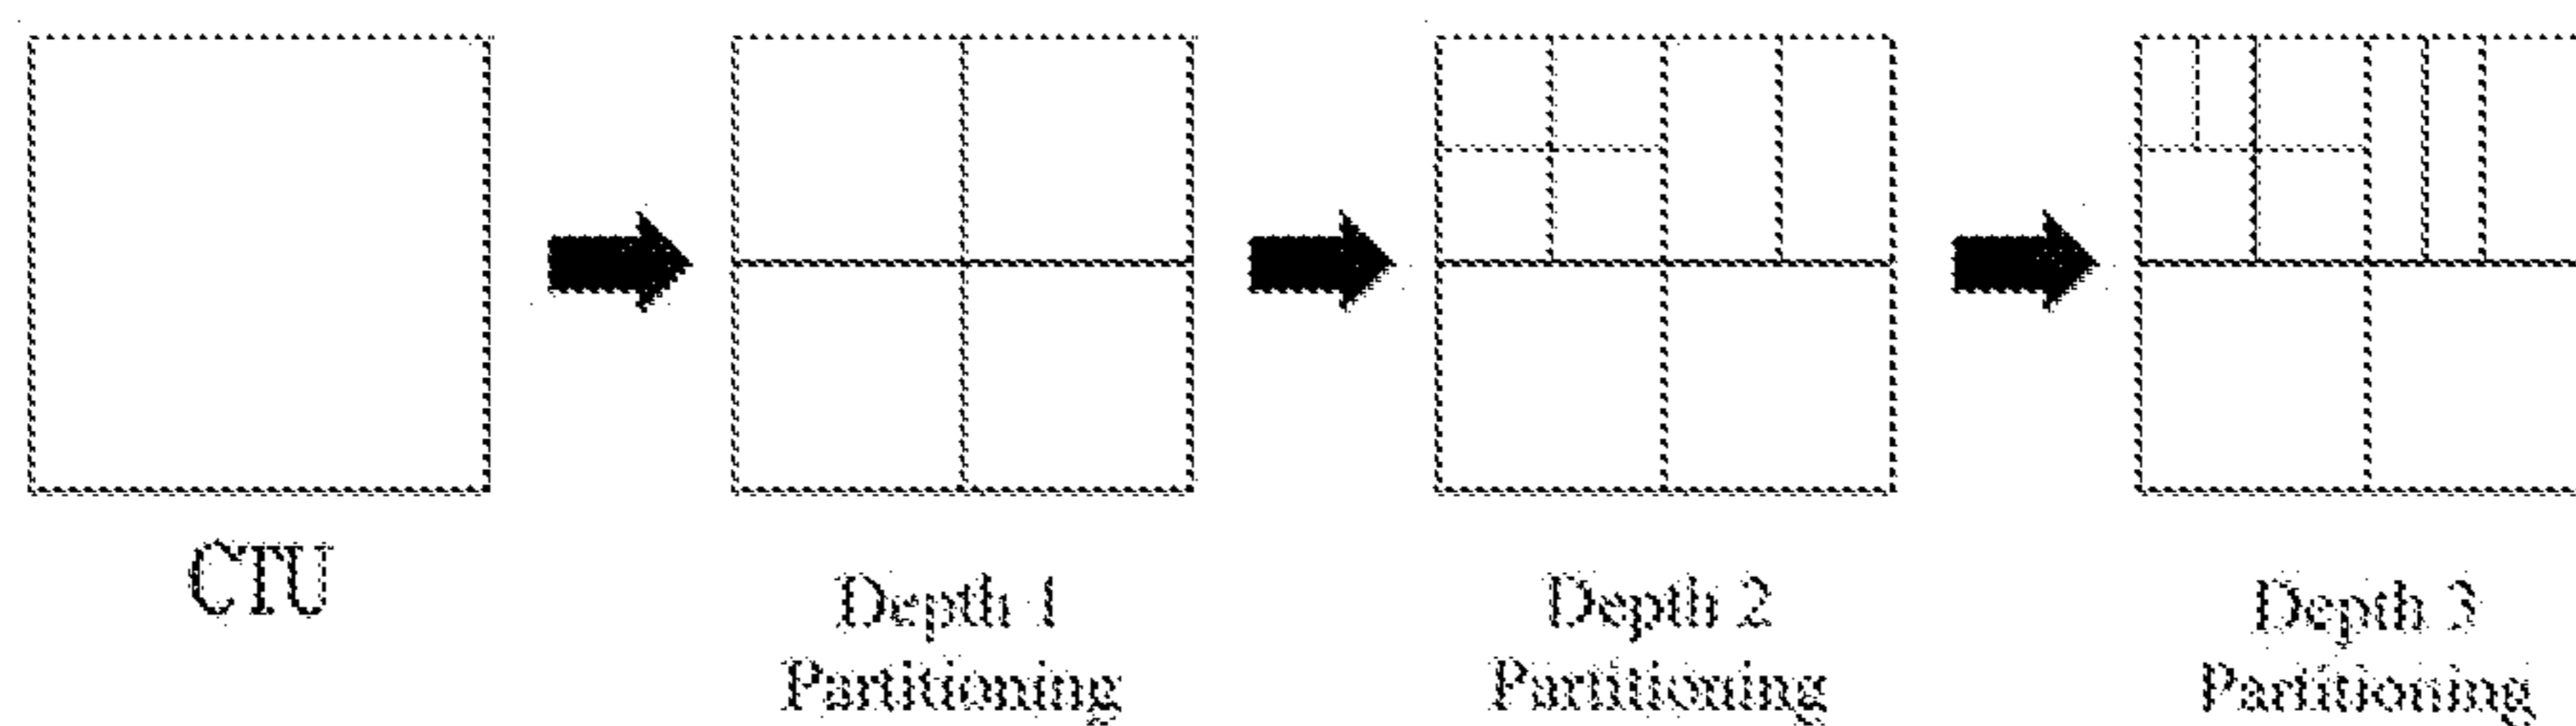 CTU
Depth 1
Partitioning
Depth 2
Partitioning
Depth 3
Partitioning